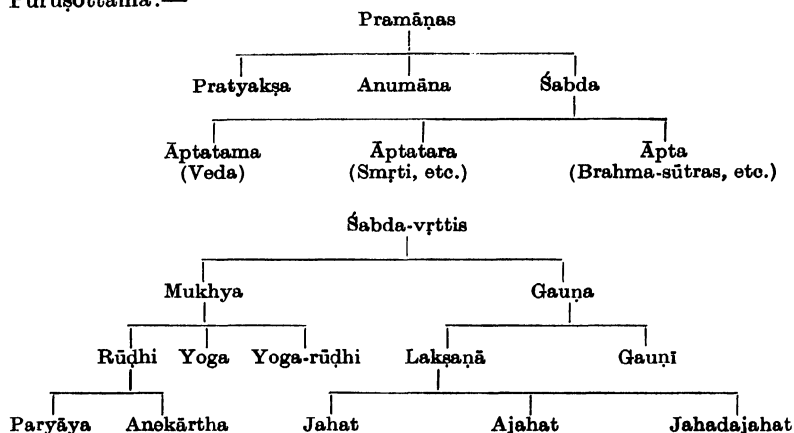 Puruṣottama:—
Pramāṇas
Pratyakṣa Anumāna Śabda
Āptatama Āptatara Āpta
(Veda) (Smṛti, etc.) (Brahma-sūtras, etc.)
Śabda-vṛttis
Mukhya Gauṇa
Rūḍhi Yoga Yoga-rūḍhi Lakṣaṇā Gauṇī
Paryāya Anekārtha Jahat Ajahat Jahadajahat